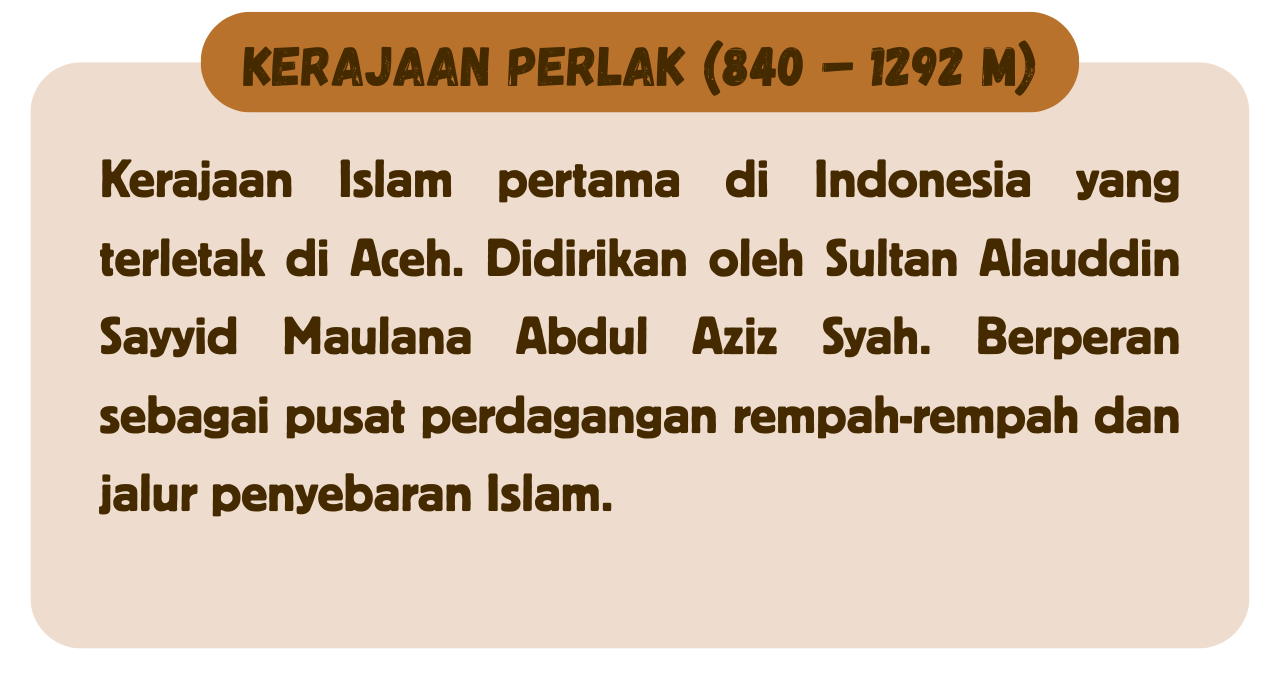 KERAJAAN PERLAK (840 – 1292 M)
Kerajaan Islam pertama di Indonesia yang
terletak di Aceh. Didirikan oleh Sultan Alauddin
Sayyid Maulana Abdul Aziz Syah. Berperan
sebagai pusat perdagangan rempah-rempah dan
jalur penyebaran Islam.